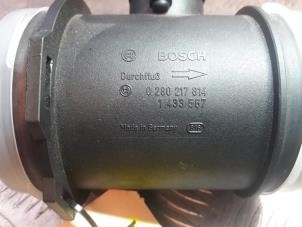 BOSCH
Durchfluß
0 280 217 814
1 433 567
Made in Germany